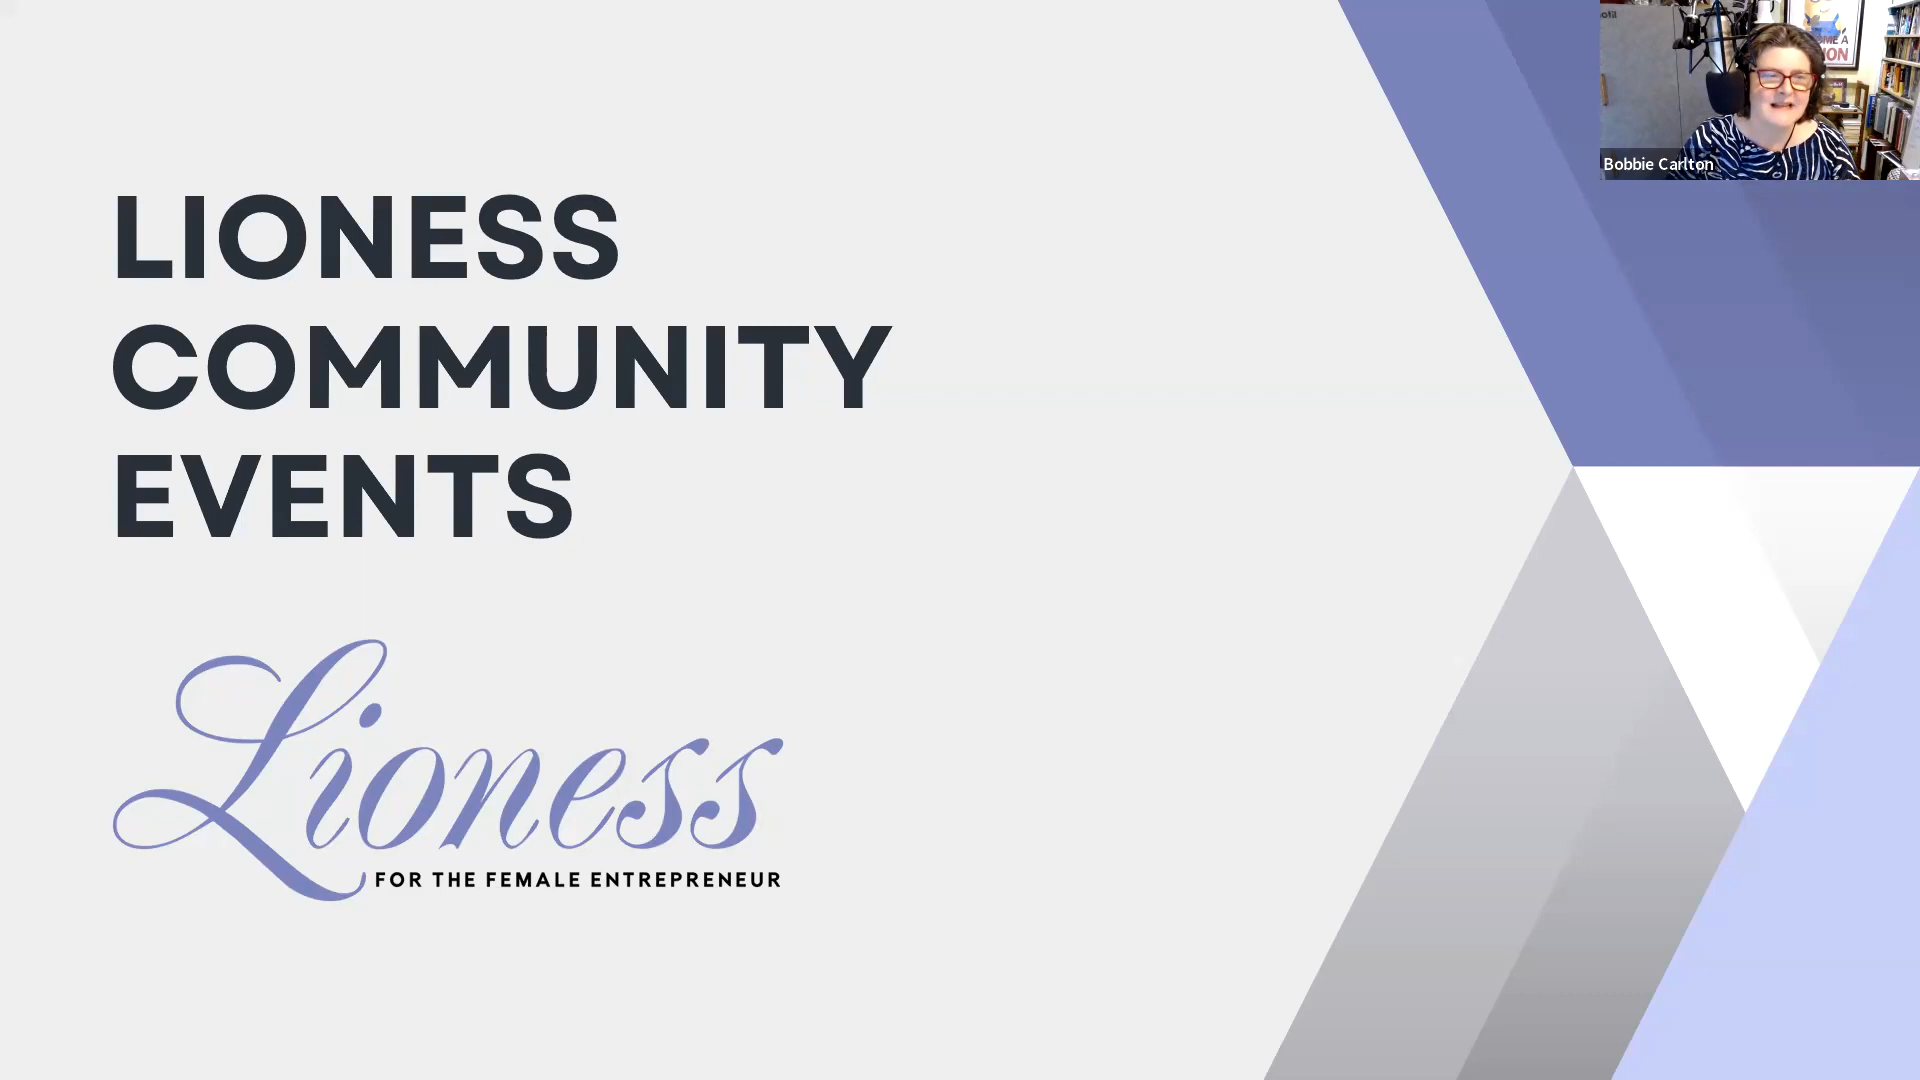 LIONESS
COMMUNITY
EVENTS
Lioness
FOR THE FEMALE ENTREPRENEUR
Bobbie Carlton